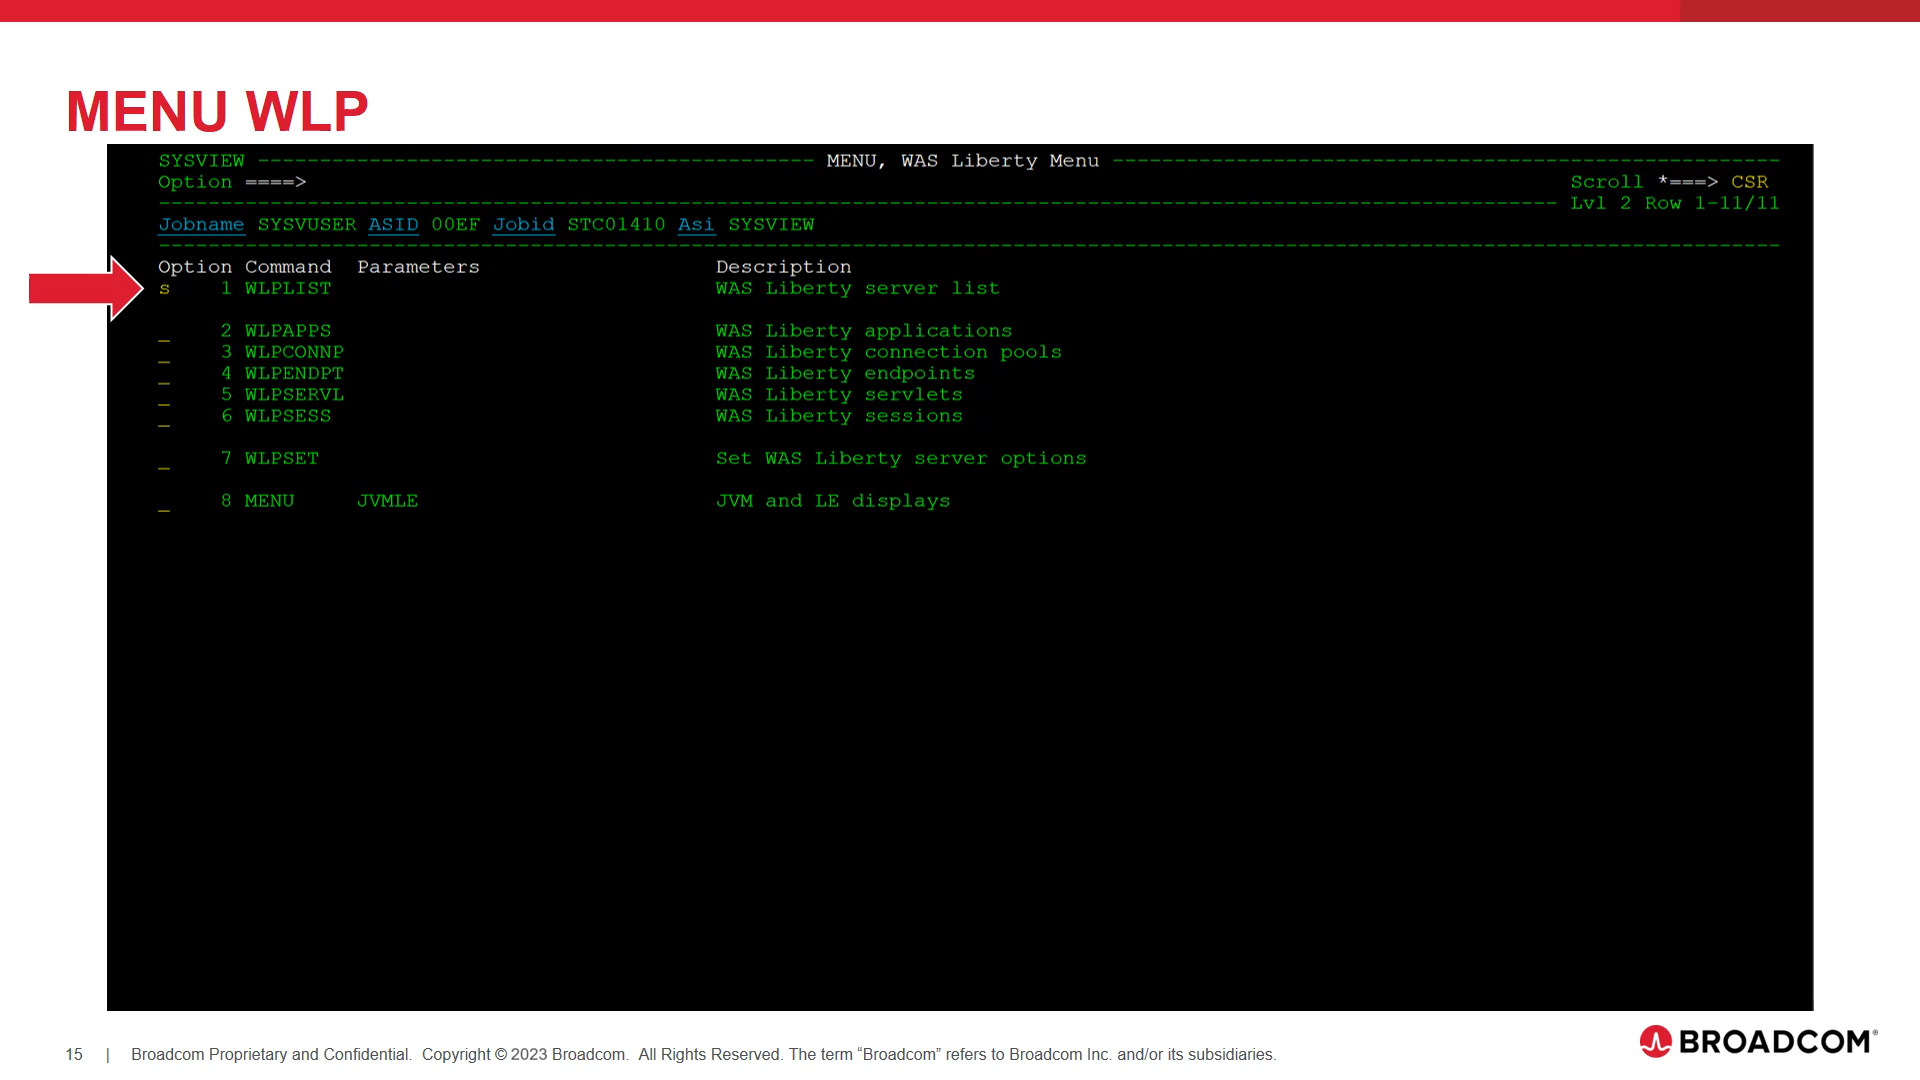 MENU WLP
SYSVIEW --------------------------------------------- MENU, WAS Liberty Menu ------------------------------------------------------
Option ====> Scroll *===> CSR
----------------------------------------------------------------------------------------------------------------- Lvl 2 Row 1-11/11
Jobname SYSVUSER ASID 00EF Jobid STC01410 Asi SYSVIEW
-----------------------------------------------------------------------------------------------------------------------------------
Option Command Parameters Description
s 1 WLPLIST WAS Liberty server list
_ 2 WLPAPPS WAS Liberty applications
_ 3 WLPCONNP WAS Liberty connection pools
_ 4 WLPENDPT WAS Liberty endpoints
_ 5 WLPSERVL WAS Liberty servlets
_ 6 WLPSESS WAS Liberty sessions
_ 7 WLPSET Set WAS Liberty server options
_ 8 MENU JVMLE JVM and LE displays
15 | Broadcom Proprietary and Confidential. Copyright © 2023 Broadcom. All Rights Reserved. The term “Broadcom” refers to Broadcom Inc. and/or its subsidiaries.
BROADCOM®